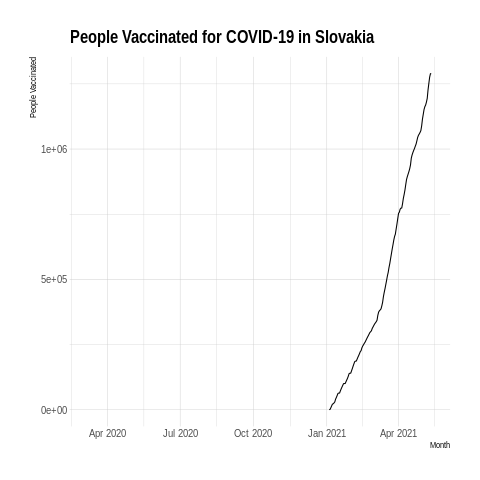 People Vaccinated for COVID-19 in Slovakia
People Vaccinated
1e+06
5e+05
0e+00
Apr 2020 Jul 2020 Oct 2020 Jan 2021 Apr 2021
Month